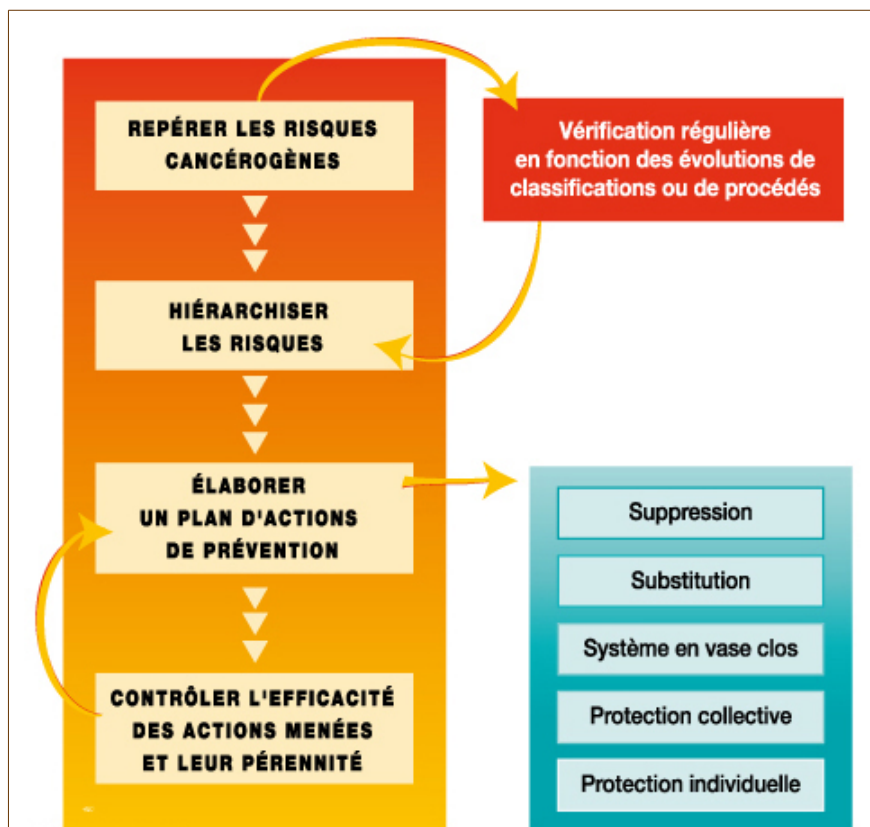 REPÉRER LES RISQUES
CANCÉROGÈNES
Vérification régulière
en fonction des évolutions de
classifications ou de procédés
HIÉRARCHISER
LES RISQUES
ÉLABORER
UN PLAN D'ACTIONS
DE PRÉVENTION
CONTRÔLER L'EFFICACITÉ
DES ACTIONS MENÉES
ET LEUR PÉRENNITÉ
Suppression
Substitution
Système en vase clos
Protection collective
Protection individuelle